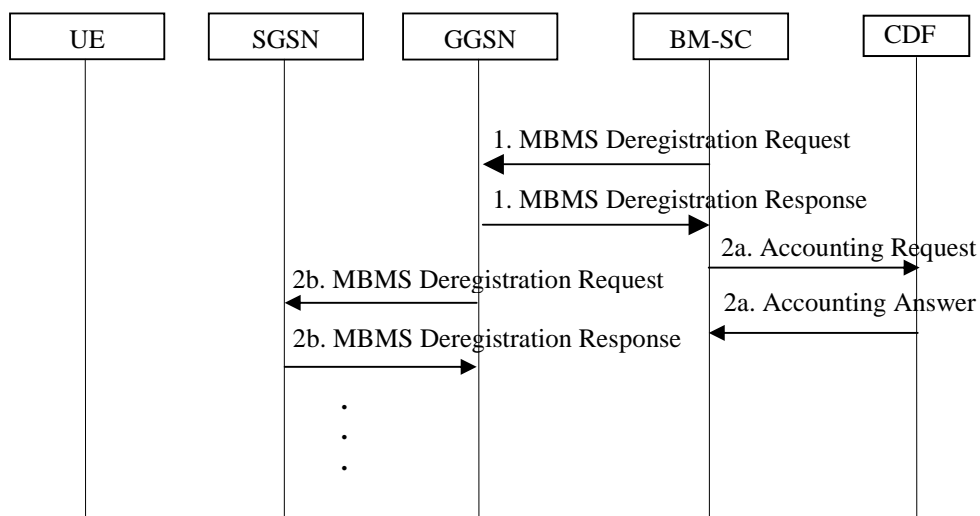 UE
SGSN
GGSN
BM-SC
CDF
1. MBMS Deregistration Request
1. MBMS Deregistration Response
2a. Accounting Request
2b. MBMS Deregistration Request
2a. Accounting Answer
2b. MBMS Deregistration Response
.
.
.